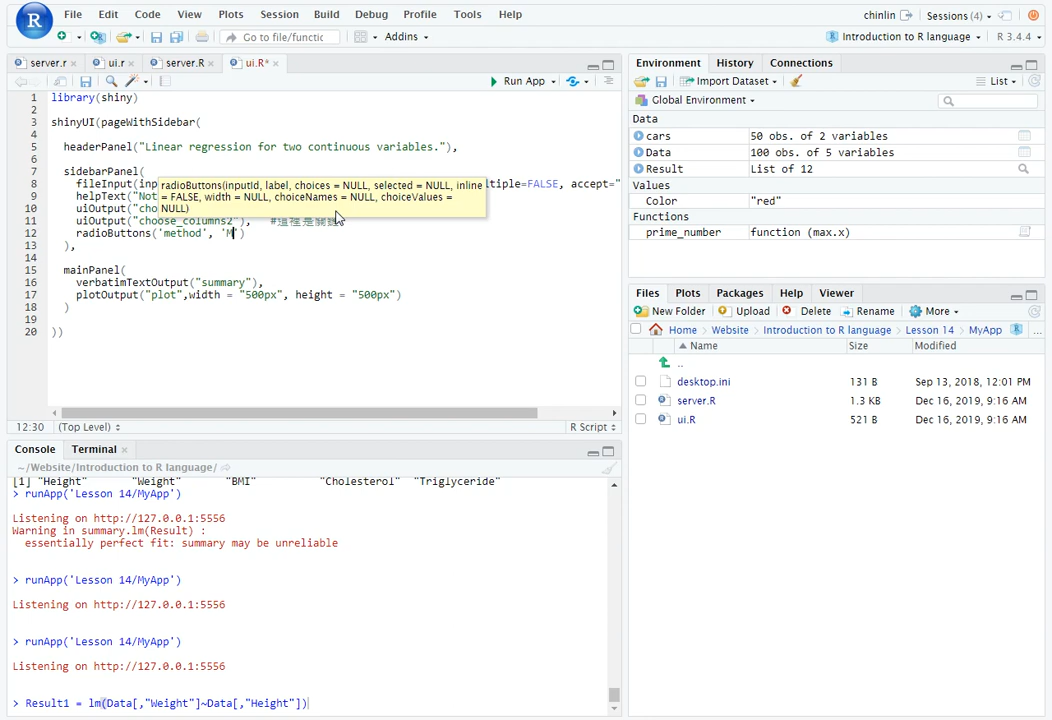 File Edit Code View Plots Session Build Debug Profile Tools Help
chinlin Sessions (4)
Go to file/functic Addins
Introduction to R language R 3.4.4
server.r ui.r server.R ui.R*
Run App
1 library(shiny)
2
3 shinyUI(pageWithSidebar(
4
5 headerPanel("Linear regression for two continuous variables."),
6
7 sidebarPanel(
8 fileInput(inp ltiple=FALSE, accept="
9 helpText("Not
10 uiOutput("cho
11 uiOutput("choose_columns2"), #這裡是關鍵
12 radioButtons('method', 'M')
13 ),
14
15 mainPanel(
16 verbatimTextOutput("summary"),
17 plotOutput("plot",width = "500px", height = "500px")
18 )
19
20 ))
radioButtons(inputId, label, choices = NULL, selected = NULL, inline
= FALSE, width = NULL, choiceNames = NULL, choiceValues =
NULL)
12:30 (Top Level) R Script
Console Terminal
~/Website/Introduction to R language/
[1] "Height" "Weight" "BMI" "Cholesterol" "Triglyceride"
> runApp('Lesson 14/MyApp')
Listening on http://127.0.0.1:5556
Warning in summary.lm(Result) :
essentially perfect fit: summary may be unreliable
> runApp('Lesson 14/MyApp')
Listening on http://127.0.0.1:5556
> runApp('Lesson 14/MyApp')
Listening on http://127.0.0.1:5556
> Result1 = lm(Data[,"Weight"]~Data[,"Height"])
Environment History Connections
Import Dataset List
Global Environment
Data
cars 50 obs. of 2 variables
Data 100 obs. of 5 variables
Result List of 12
Values
Color "red"
Functions
prime_number function (max.x)
Files Plots Packages Help Viewer
New Folder Upload Delete Rename More
Home Website Introduction to R language Lesson 14 MyApp ...
Name Size Modified
..
desktop.ini 131 B Sep 13, 2018, 12:01 PM
server.R 1.3 KB Dec 16, 2019, 9:16 AM
ui.R 521 B Dec 16, 2019, 9:16 AM